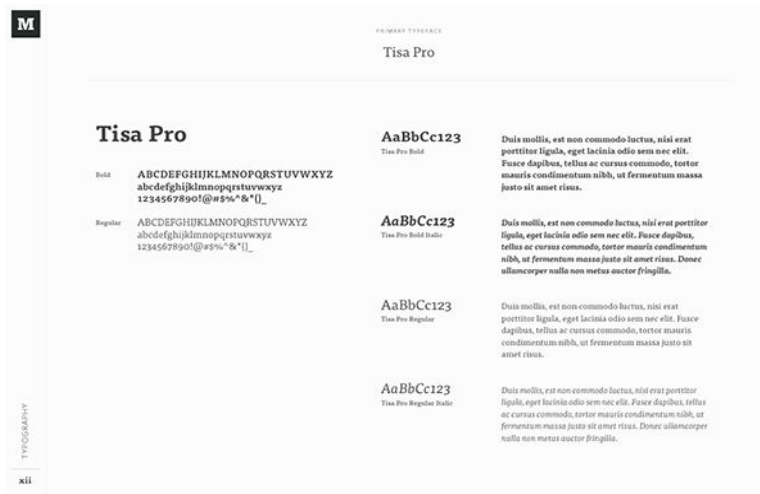 M
PRIMARY TYPEFACE
Tisa Pro
Tisa Pro
Bold
ABCDEFGHIJKLMNOPQRSTUVWXYZ
abcdefghijklmnopqrstuvwxyz
1234567890!@#$%^&*()_
Regular
ABCDEFGHIJKLMNOPQRSTUVWXYZ
abcdefghijklmnopqrstuvwxyz
1234567890!@#$%^&*()_
AaBbCc123
Tisa Pro Bold
Duis mollis, est non commodo luctus, nisi erat
porttitor ligula, eget lacinia odio sem nec elit.
Fusce dapibus, tellus ac cursus commodo, tortor
mauris condimentum nibh, ut fermentum massa
justo sit amet risus.
AaBbCc123
Tisa Pro Bold Italic
Duis mollis, est non commodo luctus, nisi erat porttitor
ligula, eget lacinia odio sem nec elit. Fusce dapibus,
tellus ac cursus commodo, tortor mauris condimentum
nibh, ut fermentum massa justo sit amet risus. Donec
ullamcorper nulla non metus auctor fringilla.
AaBbCc123
Tisa Pro Regular
Duis mollis, est non commodo luctus, nisi erat
porttitor ligula, eget lacinia odio sem nec elit. Fusce
dapibus, tellus ac cursus commodo, tortor mauris
condimentum nibh, ut fermentum massa justo sit
amet risus.
AaBbCc123
Tisa Pro Regular Italic
Duis mollis, est non commodo luctus, nisi erat porttitor
ligula, eget lacinia odio sem nec elit. Fusce dapibus, tellus
ac cursus commodo, tortor mauris condimentum nibh, ut
fermentum massa justo sit amet risus. Donec ullamcorper
nulla non metus auctor fringilla.
TYPOGRAPHY
xii